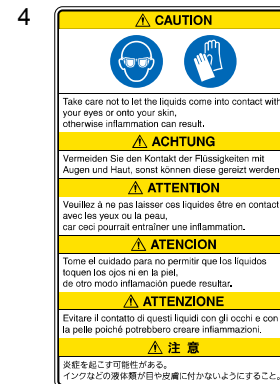 4
CAUTION
Take care not to let the liquids come into contact with
your eyes or onto your skin,
otherwise inflammation can result.
ACHTUNG
Vermeiden Sie den Kontakt der Flüssigkeiten mit
Augen und Haut, sonst können diese gereizt werden
ATTENTION
Veuillez à ne pas laisser ces liquides être en contact
avec les yeux ou la peau,
car ceci pourrait entraîner une inflammation.
ATENCION
Tome el cuidado para no permitir que los líquidos
toquen los ojos ni en la piel,
de otro modo inflamación puede resultar.
ATTENZIONE
Evitare il contatto di questi liquidi con gli occhi e con
la pelle poiché potrebbero creare infiammazioni.
注 意
炎症を起こす可能性がある。
インクなどの液体類が目や皮膚に付かないようにすること。